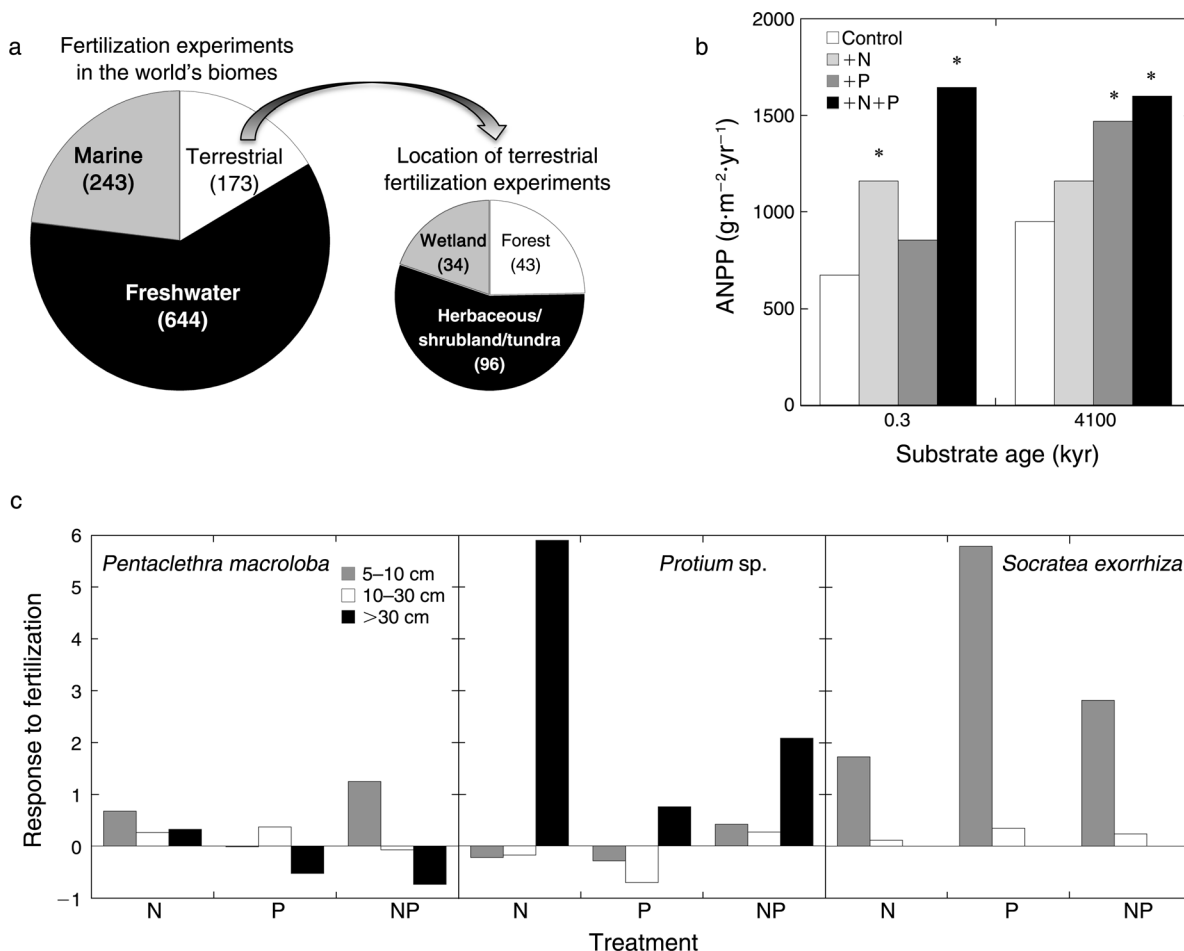 a
Fertilization experiments
in the world's biomes
Marine
(243)
Terrestrial
(173)
Freshwater
(644)
Location of terrestrial
fertilization experiments
Wetland
(34)
Forest
(43)
Herbaceous/
shrubland/tundra
(96)
b
2000
1500
1000
500
0
ANPP (g·m⁻²·yr⁻¹)
Control
+N
+P
+N+P
*
*
*
*
0.3
4100
Substrate age (kyr)
c
6
5
4
3
2
1
0
−1
Response to fertilization
Pentaclethra macroloba
5–10 cm
10–30 cm
>30 cm
Protium sp.
Socratea exorrhiza
N P NP N P NP N P NP
Treatment